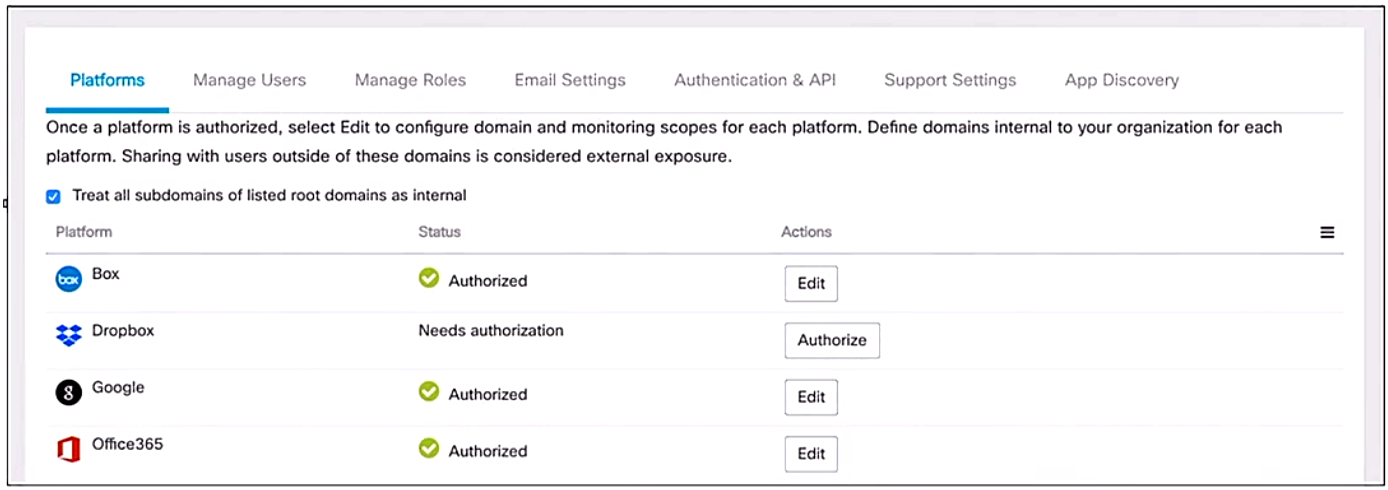 Platforms Manage Users Manage Roles Email Settings Authentication & API Support Settings App Discovery
Once a platform is authorized, select Edit to configure domain and monitoring scopes for each platform. Define domains internal to your organization for each
platform. Sharing with users outside of these domains is considered external exposure.
Treat all subdomains of listed root domains as internal
Platform Status Actions
box Box Authorized Edit
Dropbox Needs authorization Authorize
8 Google Authorized Edit
Office365 Authorized Edit